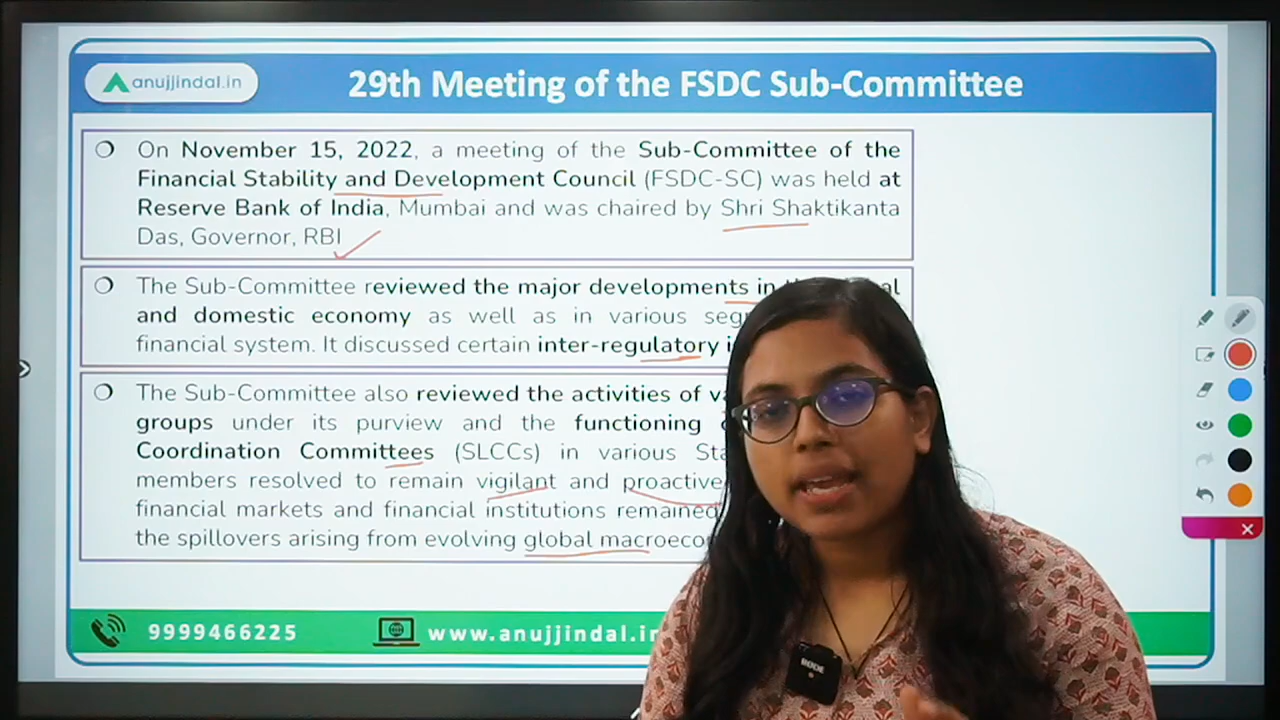 anujjindal.in
29th Meeting of the FSDC Sub-Committee
On November 15, 2022, a meeting of the Sub-Committee of the
Financial Stability and Development Council (FSDC-SC) was held at
Reserve Bank of India, Mumbai and was chaired by Shri Shaktikanta
Das, Governor, RBI
The Sub-Committee reviewed the major developments in
and domestic economy as well as in various
financial system. It discussed certain inter-regulatory
The Sub-Committee also reviewed the activities of
groups under its purview and the functioning
Coordination Committees (SLCCs) in various
members resolved to remain vigilant and proactive
financial markets and financial institutions remained
the spillovers arising from evolving global
9999466225
www.anujjindal.in
RODE